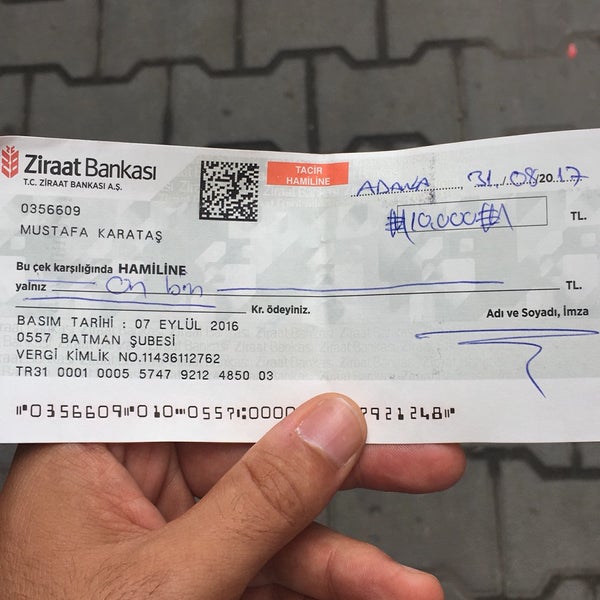 Ziraat Bankası
T.C. ZİRAAT BANKASI A.Ş.
TACİR
HAMİLİNE
ADANA 31/08/2017
0356609
MUSTAFA KARATAŞ
#10.000# TL.
Bu çek karşılığında HAMİLİNE
yalnız On bin TL.
Kr. ödeyiniz.
Adı ve Soyadı, İmza
BASIM TARİHİ : 07 EYLÜL 2016
0557 BATMAN ŞUBESİ
VERGİ KİMLİK NO.11436112762
TR31 0001 0005 5747 9212 4850 03
⑈0356609⑈010⑉0557⑆0000 7921248⑈